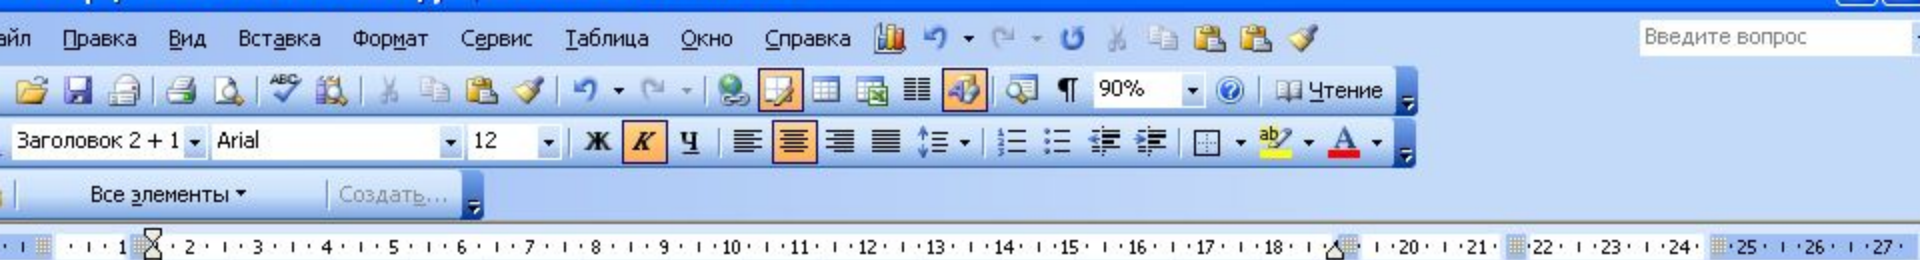 айл Правка Вид Вставка Формат Сервис Таблица Окно Справка Введите вопрос
ABC 90% Чтение
Заголовок 2 + 1 Arial 12 Ж К Ч ab А
Все элементы Создать...
1 2 3 4 5 6 7 8 9 10 11 12 13 14 15 16 17 18 20 21 22 23 24 25 26 27